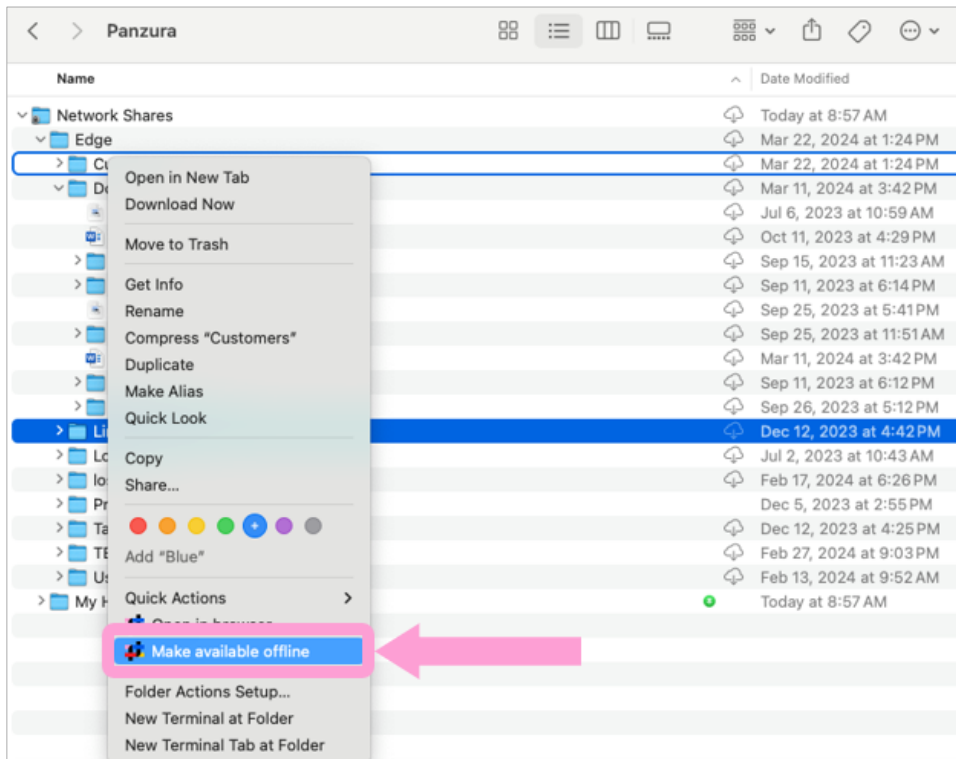 Panzura
Name Date Modified
Network Shares Today at 8:57 AM
Edge Mar 22, 2024 at 1:24 PM
Mar 22, 2024 at 1:24 PM
Mar 11, 2024 at 3:42 PM
Jul 6, 2023 at 10:59 AM
Oct 11, 2023 at 4:29 PM
Sep 15, 2023 at 11:23 AM
Sep 11, 2023 at 6:14 PM
Sep 25, 2023 at 5:41 PM
Sep 25, 2023 at 11:51 AM
Mar 11, 2024 at 3:42 PM
Sep 11, 2023 at 6:12 PM
Sep 26, 2023 at 5:12 PM
Dec 12, 2023 at 4:42 PM
Jul 2, 2023 at 10:43 AM
Feb 17, 2024 at 6:26 PM
Dec 5, 2023 at 2:55 PM
Dec 12, 2023 at 4:25 PM
Feb 27, 2024 at 9:03 PM
Feb 13, 2024 at 9:52 AM
My Today at 8:57 AM
Open in New Tab
Download Now
Move to Trash
Get Info
Rename
Compress “Customers”
Duplicate
Make Alias
Quick Look
Copy
Share...
Add “Blue”
Quick Actions
Open in browser
Make available offline
Folder Actions Setup...
New Terminal at Folder
New Terminal Tab at Folder